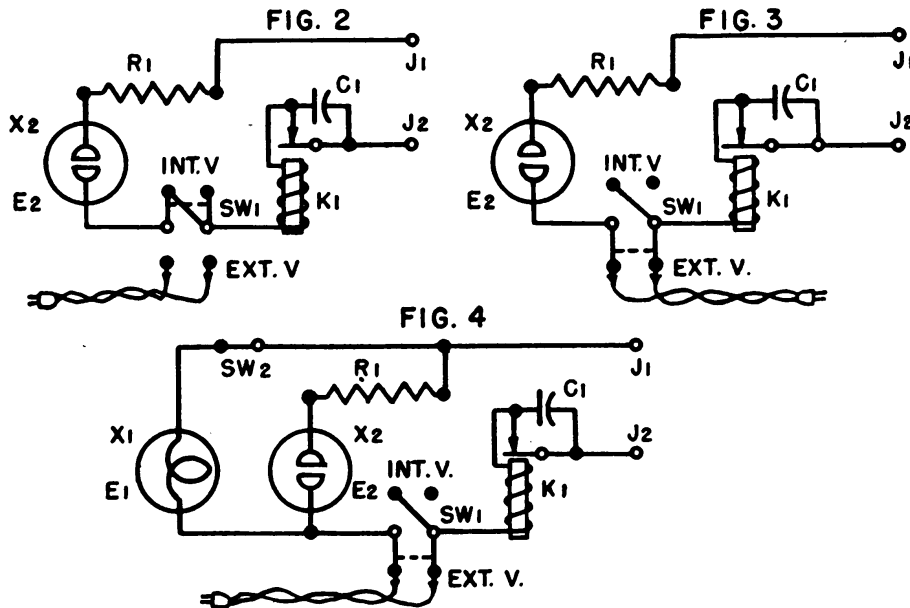 FIG. 2
R1
J1
C1
X2
J2
INT. V
E2
SW1
K1
EXT. V
FIG. 3
R1
J1
C1
X2
J2
INT. V
E2
SW1
K1
EXT. V.
FIG. 4
SW2
J1
R1
C1
X1
X2
J2
INT. V.
E1
E2
SW1
K1
EXT. V.